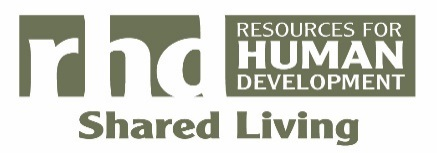 rhd
RESOURCES FOR
HUMAN
DEVELOPMENT
Shared Living